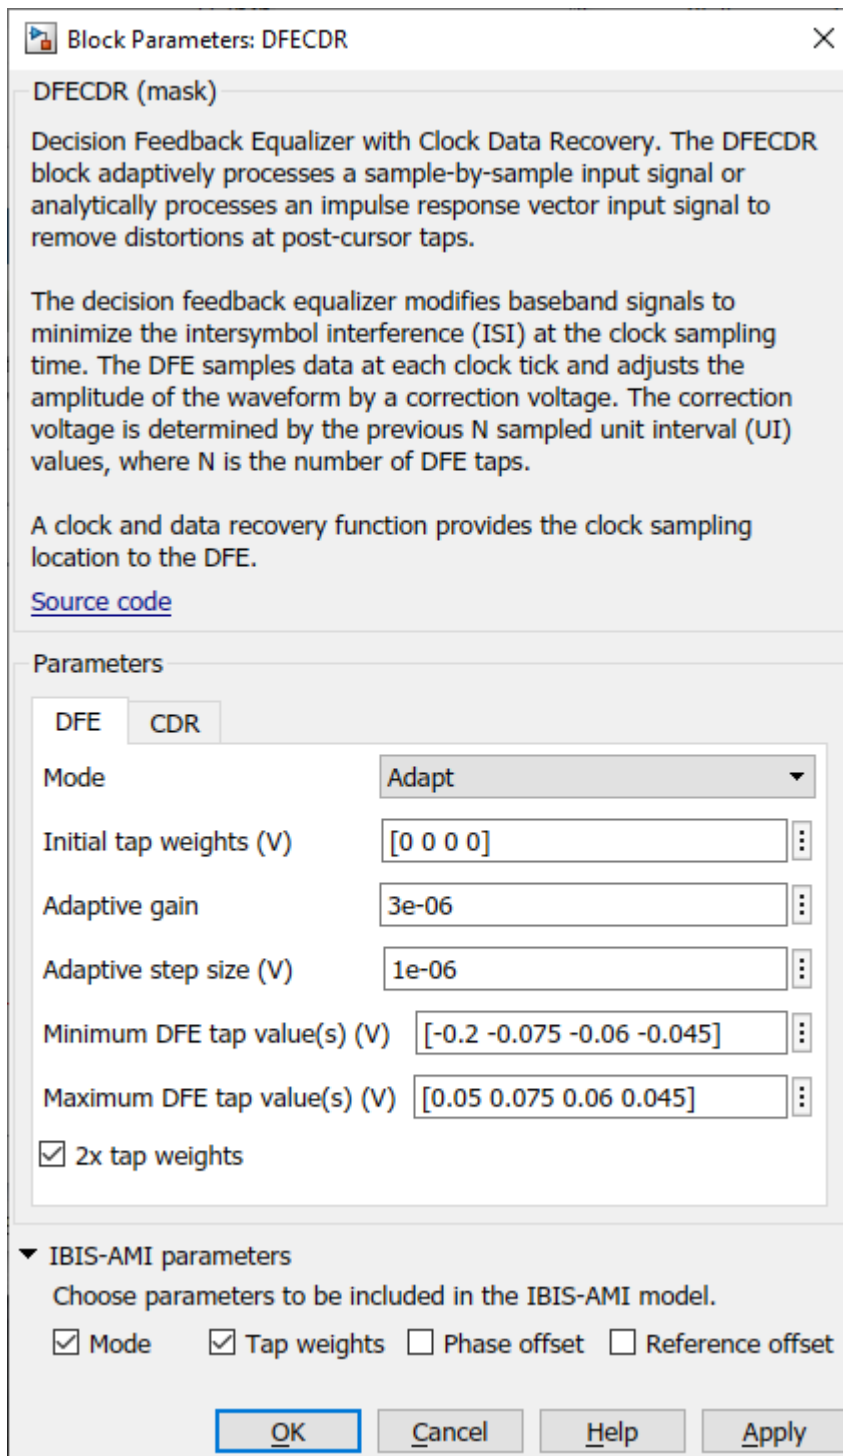 Block Parameters: DFECDR
DFECDR (mask)
Decision Feedback Equalizer with Clock Data Recovery. The DFECDR
block adaptively processes a sample-by-sample input signal or
analytically processes an impulse response vector input signal to
remove distortions at post-cursor taps.
The decision feedback equalizer modifies baseband signals to
minimize the intersymbol interference (ISI) at the clock sampling
time. The DFE samples data at each clock tick and adjusts the
amplitude of the waveform by a correction voltage. The correction
voltage is determined by the previous N sampled unit interval (UI)
values, where N is the number of DFE taps.
A clock and data recovery function provides the clock sampling
location to the DFE.
Source code
Parameters
DFE CDR
Mode Adapt
Initial tap weights (V) [0 0 0 0]
Adaptive gain 3e-06
Adaptive step size (V) 1e-06
Minimum DFE tap value(s) (V) [-0.2 -0.075 -0.06 -0.045]
Maximum DFE tap value(s) (V) [0.05 0.075 0.06 0.045]
2x tap weights
IBIS-AMI parameters
Choose parameters to be included in the IBIS-AMI model.
Mode Tap weights Phase offset Reference offset
OK Cancel Help Apply